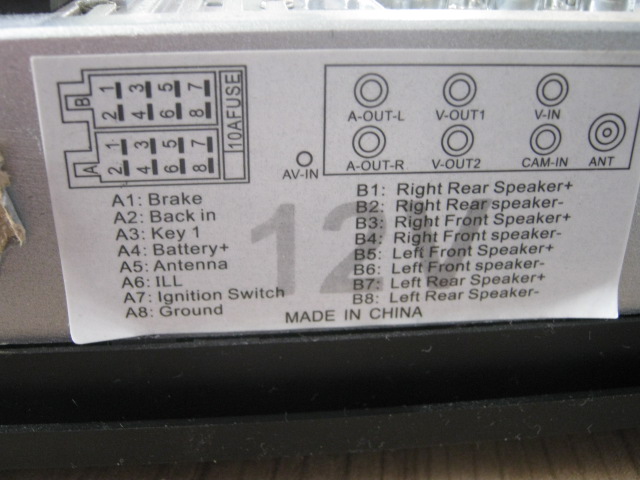 B 1 3 5 7
2 4 6 8
A 1 3 5 7
2 4 6 8
10AFUSE
AV-IN
A-OUT-L V-OUT1 V-IN
A-OUT-R V-OUT2 CAM-IN ANT
A1: Brake
A2: Back in
A3: Key 1
A4: Battery+
A5: Antenna
A6: ILL
A7: Ignition Switch
A8: Ground
B1: Right Rear Speaker+
B2: Right Rear speaker-
B3: Right Front Speaker+
B4: Right Front speaker-
B5: Left Front Speaker+
B6: Left Front speaker-
B7: Left Rear Speaker+
B8: Left Rear Speaker-
12V
MADE IN CHINA